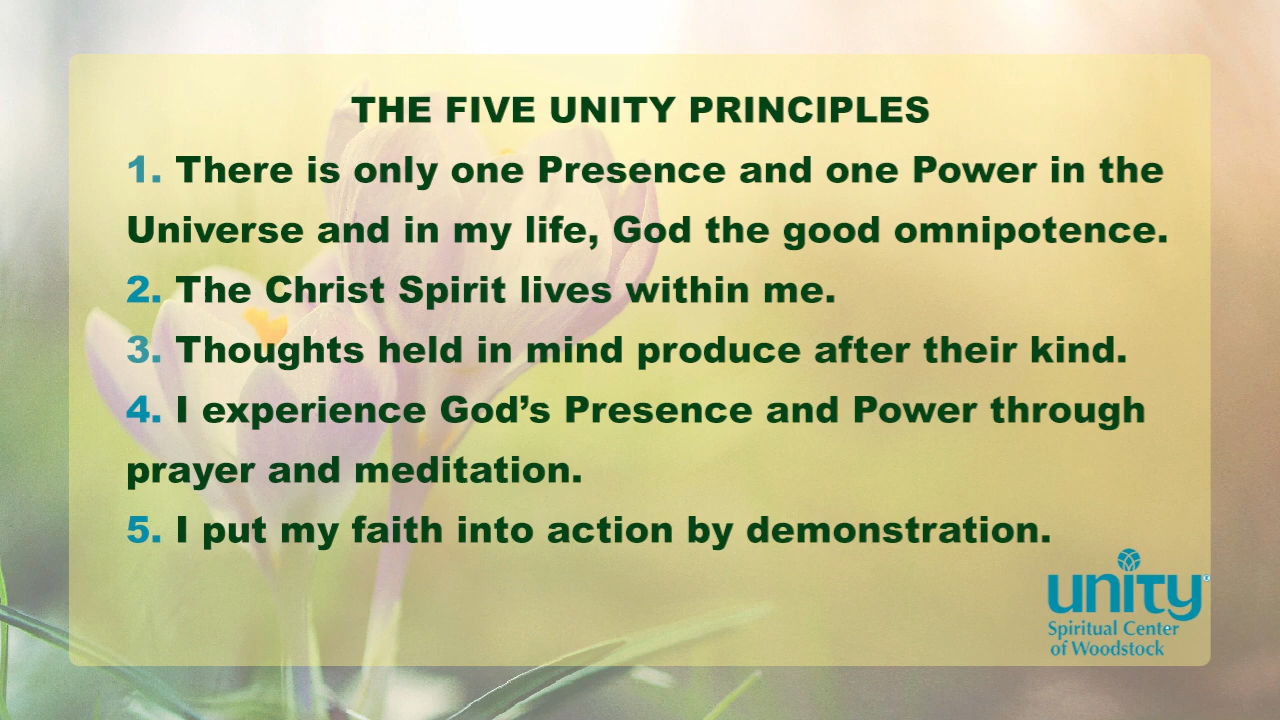 THE FIVE UNITY PRINCIPLES
1. There is only one Presence and one Power in the
Universe and in my life, God the good omnipotence.
2. The Christ Spirit lives within me.
3. Thoughts held in mind produce after their kind.
4. I experience God’s Presence and Power through
prayer and meditation.
5. I put my faith into action by demonstration.
unity®
Spiritual Center
of Woodstock